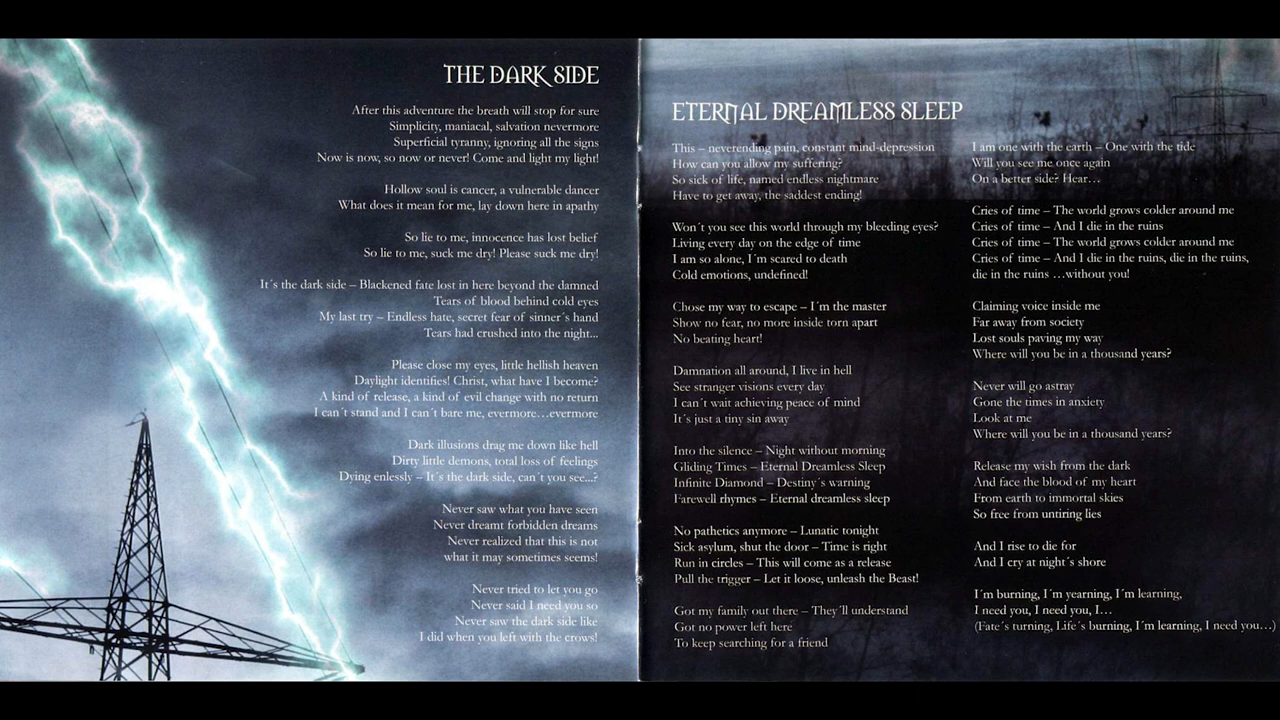 THE DARK SIDE
After this adventure the breath will stop for sure
Simplicity, maniacal, salvation nevermore
Superficial tyranny, ignoring all the signs
Now is now, so now or never! Come and light my light!
Hollow soul is cancer, a vulnerable dancer
What does it mean for me, lay down here in apathy
So lie to me, innocence has lost belief
So lie to me, suck me dry! Please suck me dry!
It´s the dark side – Blackened fate lost in here beyond the damned
Tears of blood behind cold eyes
My last try – Endless hate, secret fear of sinner´s hand
Tears had crushed into the night...
Please close my eyes, little hellish heaven
Daylight identifies! Christ, what have I become?
A kind of release, a kind of evil change with no return
I can´t stand and I can´t bare me, evermore…evermore
Dark illusions drag me down like hell
Dirty little demons, total loss of feelings
Dying enlessly – It´s the dark side, can´t you see...?
Never saw what you have seen
Never dreamt forbidden dreams
Never realized that this is not
what it may sometimes seems!
Never tried to let you go
Never said I need you so
Never saw the dark side like
I did when you left with the crows!
ETERNAL DREAMLESS SLEEP
This – neverending pain, constant mind-depression
How can you allow my suffering?
So sick of life, named endless nightmare
Have to get away, the saddest ending!
Won´t you see this world through my bleeding eyes?
Living every day on the edge of time
I am so alone, I´m scared to death
Cold emotions, undefined!
Chose my way to escape – I´m the master
Show no fear, no more inside torn apart
No beating heart!
Damnation all around, I live in hell
See stranger visions every day
I can´t wait achieving peace of mind
It´s just a tiny sin away
Into the silence – Night without morning
Gliding Times – Eternal Dreamless Sleep
Infinite Diamond – Destiny´s warning
Farewell rhymes – Eternal dreamless sleep
No pathetics anymore – Lunatic tonight
Sick asylum, shut the door – Time is right
Run in circles – This will come as a release
Pull the trigger – Let it loose, unleash the Beast!
Got my family out there – They´ll understand
Got no power left here
To keep searching for a friend
I am one with the earth – One with the tide
Will you see me once again
On a better side? Hear…
Cries of time – The world grows colder around me
Cries of time – And I die in the ruins
Cries of time – The world grows colder around me
Cries of time – And I die in the ruins, die in the ruins,
die in the ruins …without you!
Claiming voice inside me
Far away from society
Lost souls paving my way
Where will you be in a thousand years?
Never will go astray
Gone the times in anxiety
Look at me
Where will you be in a thousand years?
Release my wish from the dark
And face the blood of my heart
From earth to immortal skies
So free from untiring lies
And I rise to die for
And I cry at night´s shore
I´m burning, I´m yearning, I´m learning,
I need you, I need you, I…
(Fate´s turning, Life´s burning, I´m learning, I need you…)